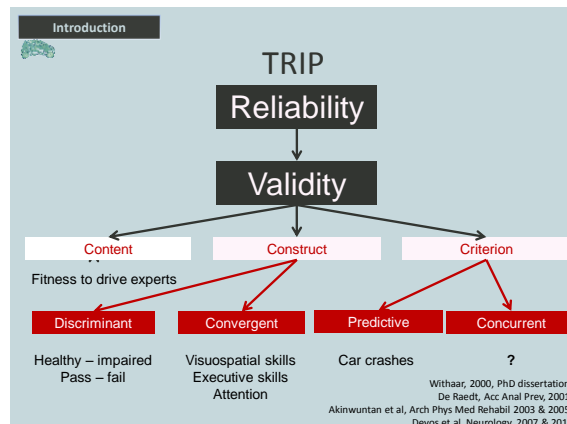 Introduction
TRIP
Reliability
Validity
Content
Construct
Criterion
Fitness to drive experts
Discriminant
Convergent
Predictive
Concurrent
Healthy – impaired
Pass – fail
Visuospatial skills
Executive skills
Attention
Car crashes
?
Withaar, 2000, PhD dissertation
De Raedt, Acc Anal Prev, 2001
Akinwuntan et al, Arch Phys Med Rehabil 2003 & 2005
Devos et al, Neurology, 2007 &